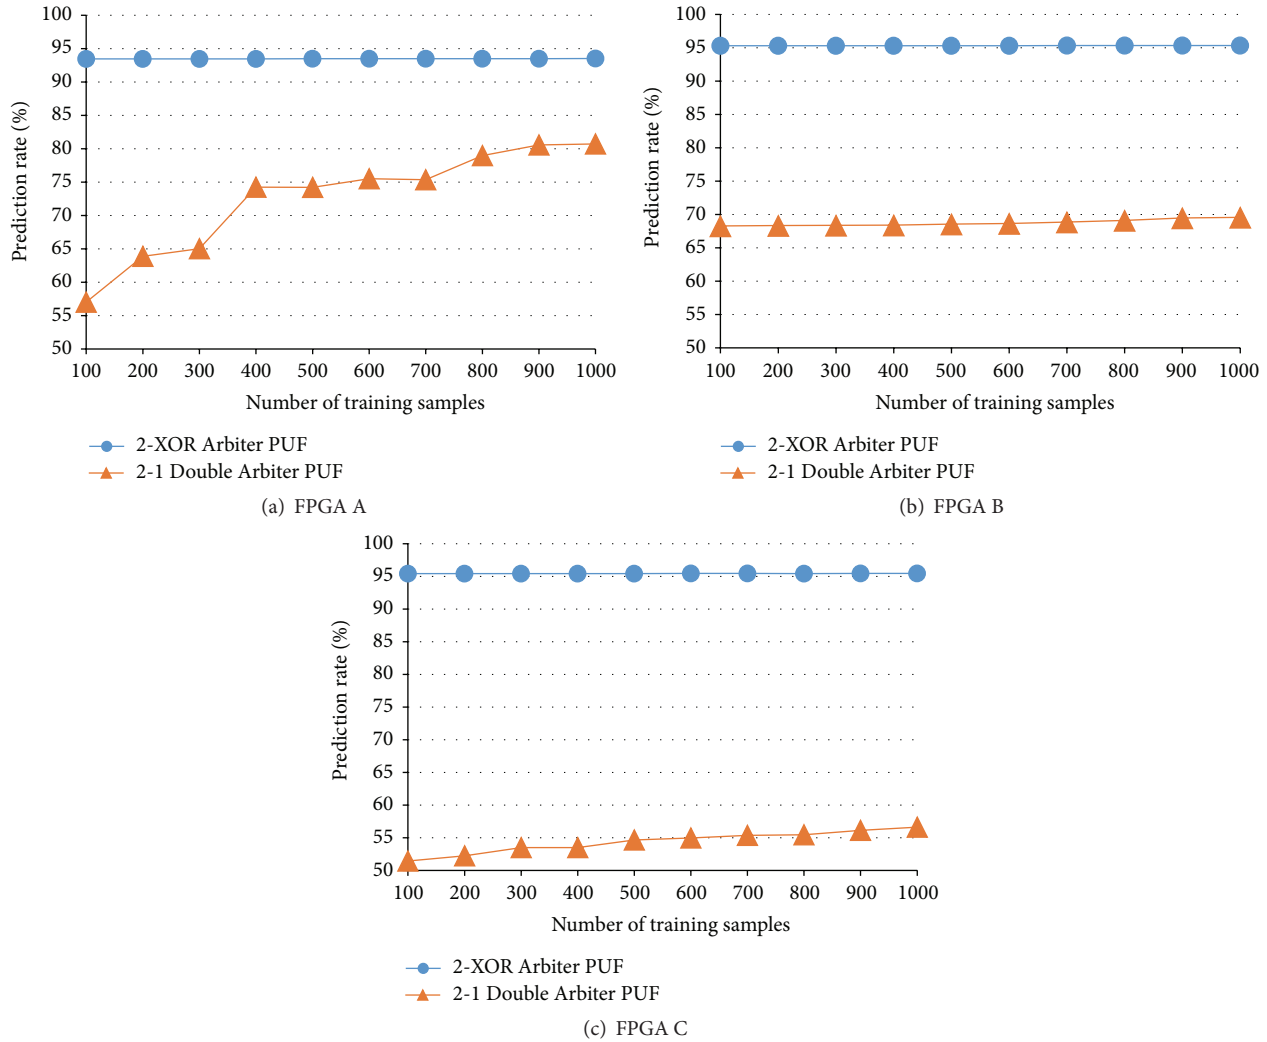 100
95
90
85
80
75
70
65
60
55
50
Prediction rate (%)
100 200 300 400 500 600 700 800 900 1000
Number of training samples
2-XOR Arbiter PUF
2-1 Double Arbiter PUF
(a) FPGA A
100
95
90
85
80
75
70
65
60
55
50
Prediction rate (%)
100 200 300 400 500 600 700 800 900 1000
Number of training samples
2-XOR Arbiter PUF
2-1 Double Arbiter PUF
(b) FPGA B
100
95
90
85
80
75
70
65
60
55
50
Prediction rate (%)
100 200 300 400 500 600 700 800 900 1000
Number of training samples
2-XOR Arbiter PUF
2-1 Double Arbiter PUF
(c) FPGA C